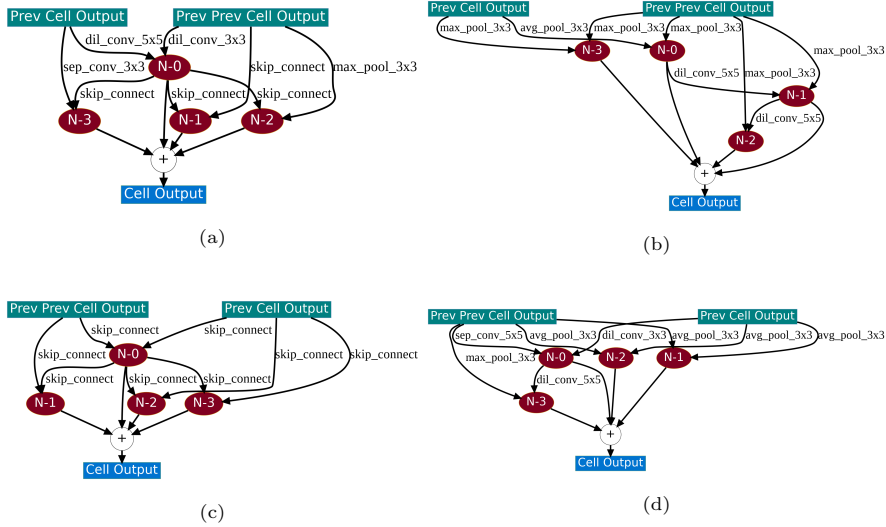 Prev Cell Output Prev Prev Cell Output
dil_conv_5x5 dil_conv_3x3
sep_conv_3x3 N-0 skip_connect max_pool_3x3
skip_connect skip_connect skip_connect
N-3 N-1 N-2
+
Cell Output
(a)
Prev Cell Output Prev Prev Cell Output
max_pool_3x3 avg_pool_3x3 max_pool_3x3 max_pool_3x3
N-3 N-0 max_pool_3x3
dil_conv_5x5 max_pool_3x3
N-1
dil_conv_5x5
N-2
+
Cell Output
(b)
Prev Prev Cell Output Prev Cell Output
skip_connect skip_connect
skip_connect N-0 skip_connect skip_connect
skip_connect skip_connect
N-1 N-2 N-3
+
Cell Output
(c)
Prev Prev Cell Output Prev Cell Output
sep_conv_5x5 avg_pool_3x3 dil_conv_3x3 avg_pool_3x3 avg_pool_3x3 avg_pool_3x3
max_pool_3x3 N-0 N-2 N-1
dil_conv_5x5
N-3
+
Cell Output
(d)